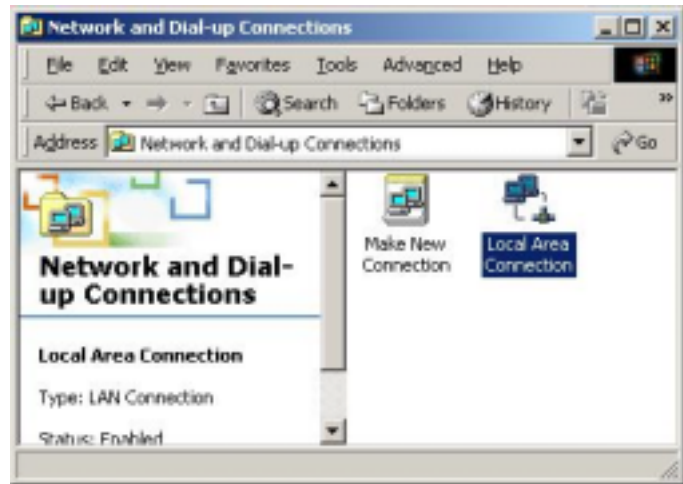 Network and Dial-up Connections
File Edit View Favorites Tools Advanced Help
Back Search Folders History »
Address Network and Dial-up Connections Go
Make New
Connection
Local Area
Connection
Network and Dial-
up Connections
Local Area Connection
Type: LAN Connection
Status: Enabled